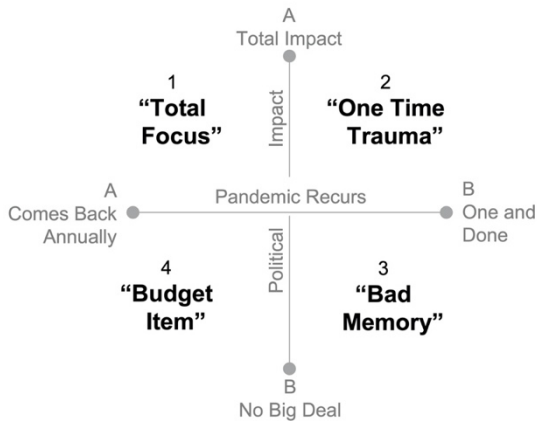 A
Total Impact
1
“Total
Focus”
Impact
2
“One Time
Trauma”
A
Comes Back
Annually
Pandemic Recurs
B
One and
Done
4
“Budget
Item”
Political
3
“Bad
Memory”
B
No Big Deal